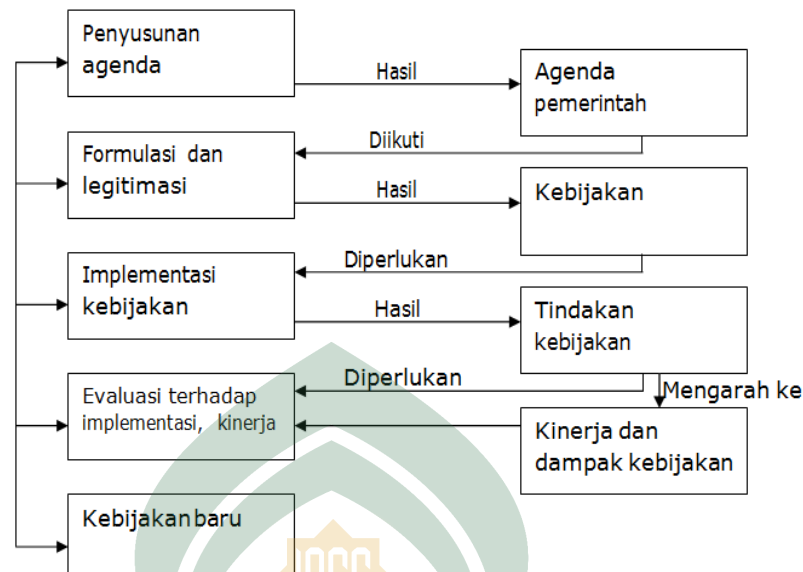 Penyusunan
agenda
Hasil
Agenda
pemerintah
Diikuti
Formulasi dan
legitimasi
Hasil
Kebijakan
Diperlukan
Implementasi
kebijakan
Hasil
Tindakan
kebijakan
Diperlukan
Mengarah ke
Evaluasi terhadap
implementasi, kinerja
Kinerja dan
dampak kebijakan
Kebijakan baru